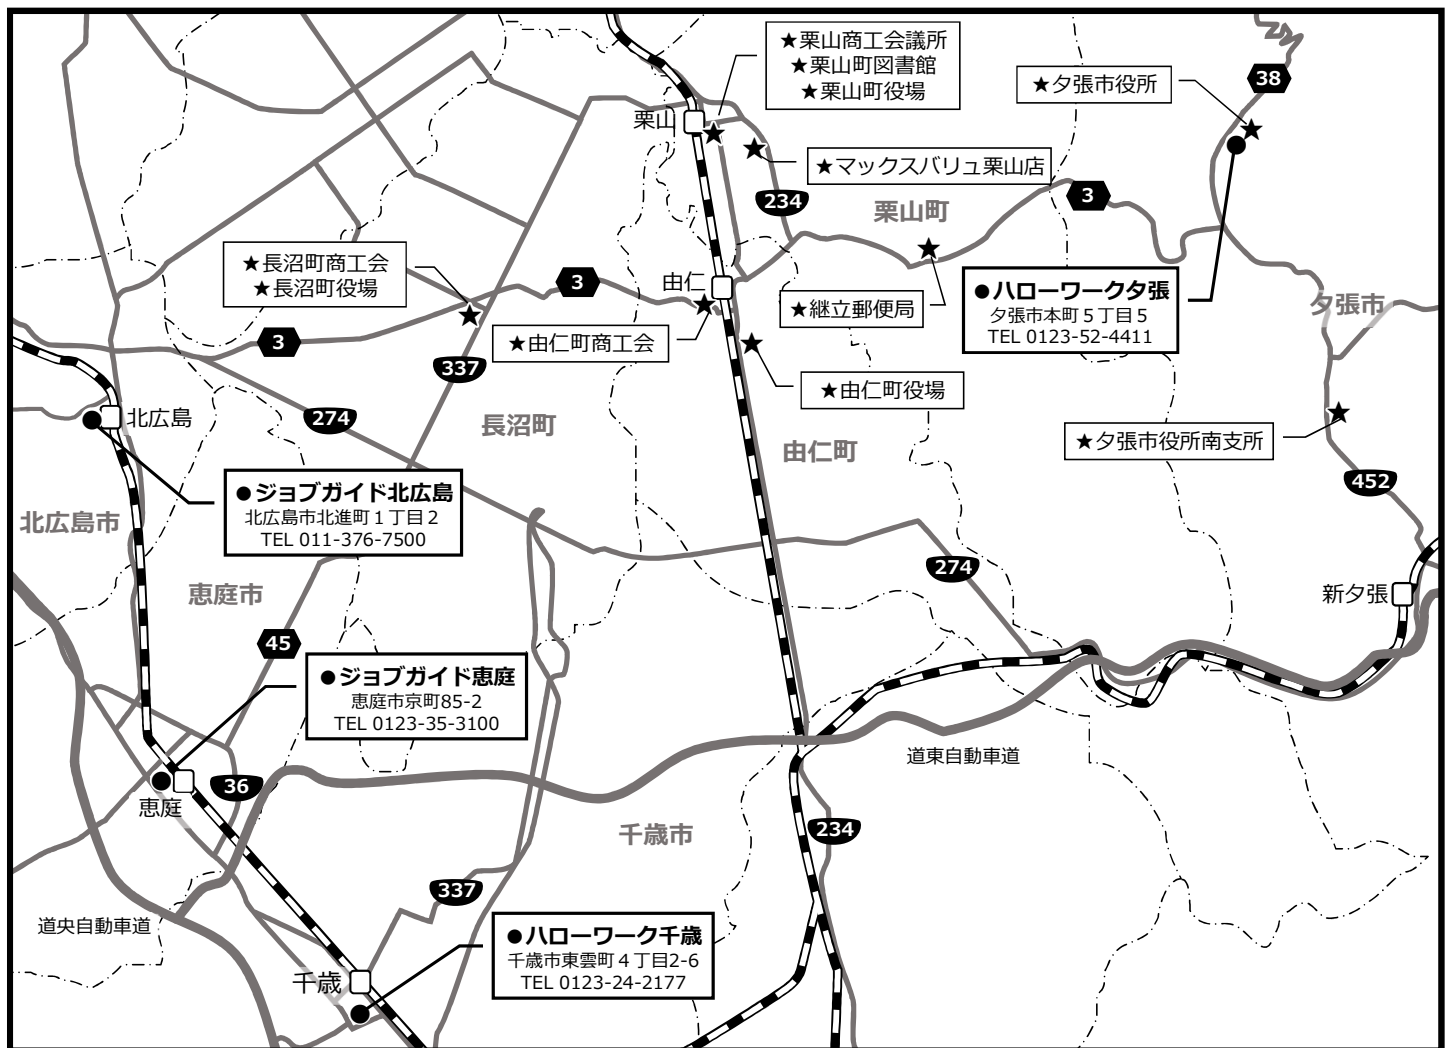 ★栗山商工会議所
★栗山町図書館
★栗山町役場
★夕張市役所
38
栗山
★マックスバリュ栗山店
3
234
栗山町
★長沼町商工会
★長沼町役場
3
由仁
●ハローワーク夕張
夕張市本町５丁目５
TEL 0123-52-4411
★継立郵便局
夕張市
3
★由仁町商工会
337
★由仁町役場
北広島
274
長沼町
由仁町
★夕張市役所南支所
452
●ジョブガイド北広島
北広島市北進町１丁目２
TEL 011-376-7500
北広島市
274
恵庭市
新夕張
45
●ジョブガイド恵庭
恵庭市京町85-2
TEL 0123-35-3100
道東自動車道
36
恵庭
千歳市
234
337
道央自動車道
●ハローワーク千歳
千歳市東雲町４丁目2-6
TEL 0123-24-2177
千歳